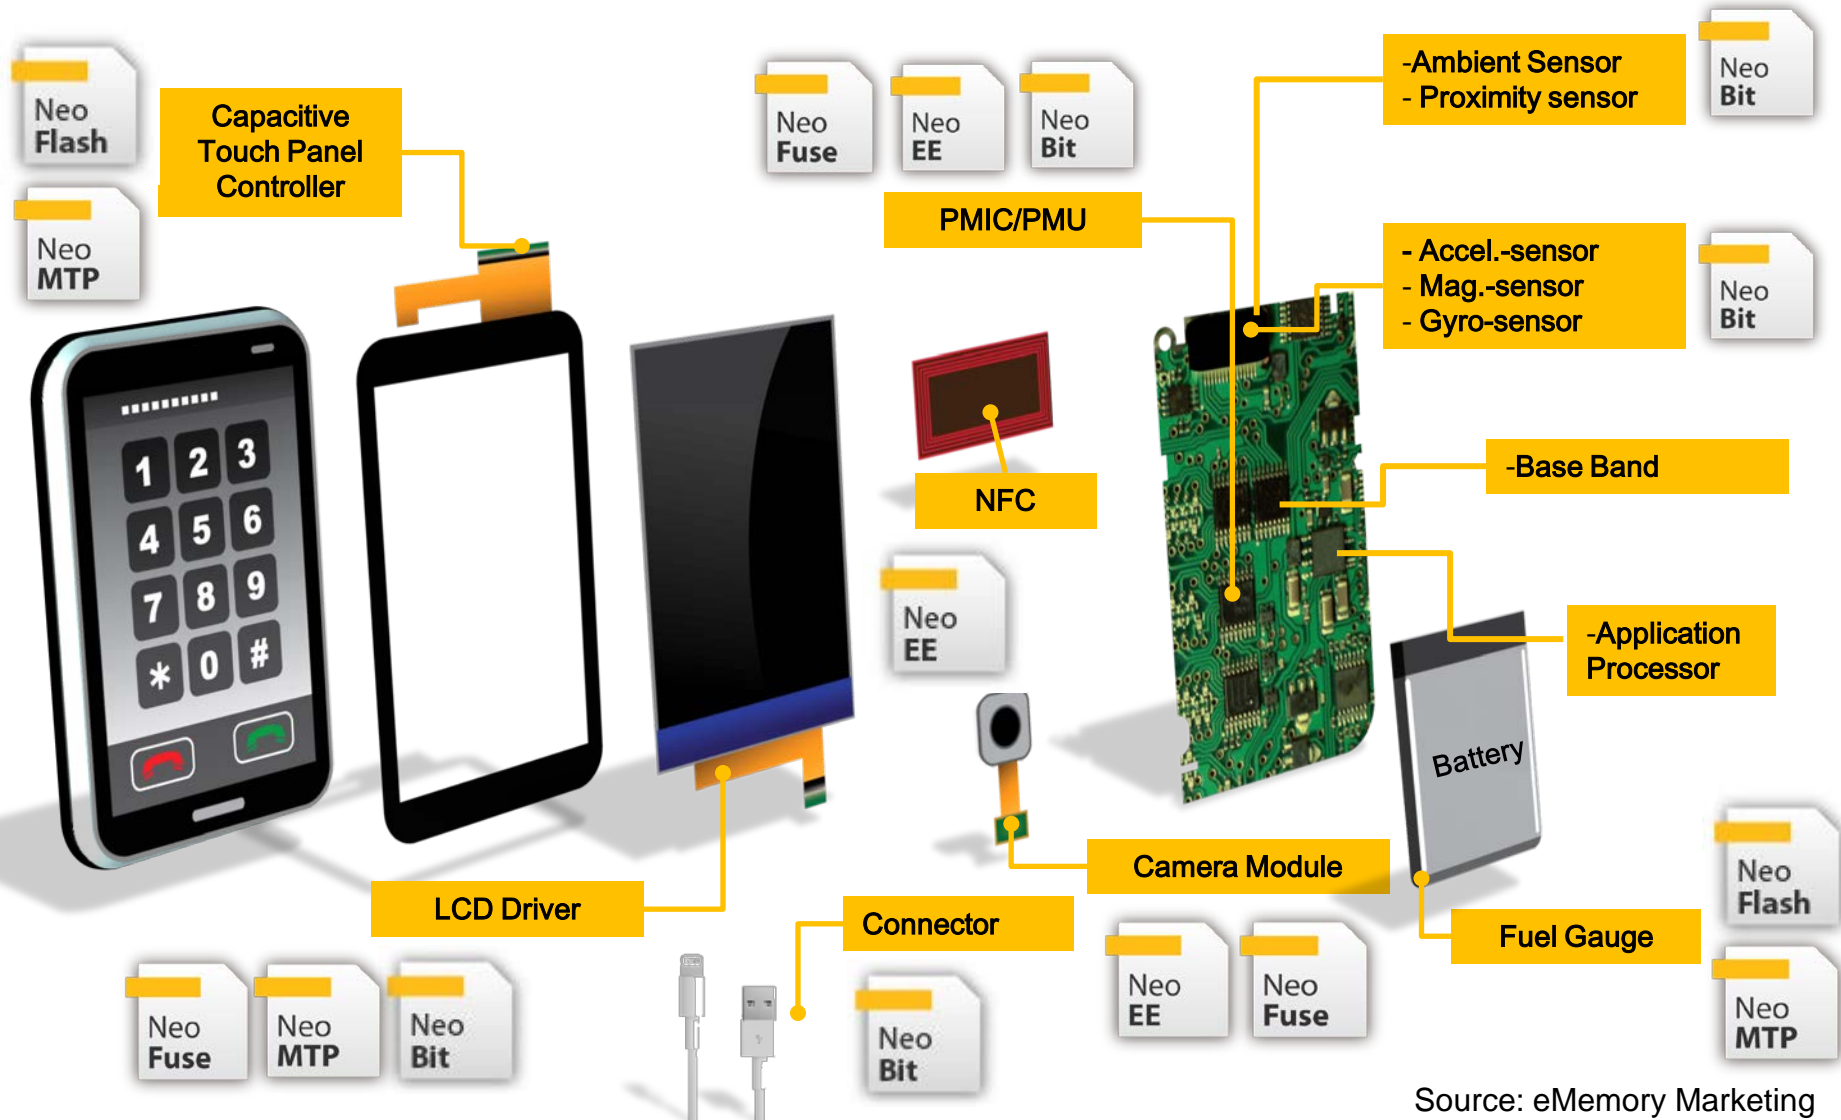 Neo
Flash
Neo
MTP
Capacitive
Touch Panel
Controller
Neo
Fuse
Neo
EE
Neo
Bit
PMIC/PMU
-Ambient Sensor
- Proximity sensor
Neo
Bit
- Accel.-sensor
- Mag.-sensor
- Gyro-sensor
Neo
Bit
1 2 3
4 5 6
7 8 9
* 0 #
NFC
Neo
EE
-Base Band
-Application
Processor
Battery
LCD Driver
Neo
Fuse
Neo
MTP
Neo
Bit
Connector
Neo
Bit
Camera Module
Neo
EE
Neo
Fuse
Fuel Gauge
Neo
Flash
Neo
MTP
Source: eMemory Marketing